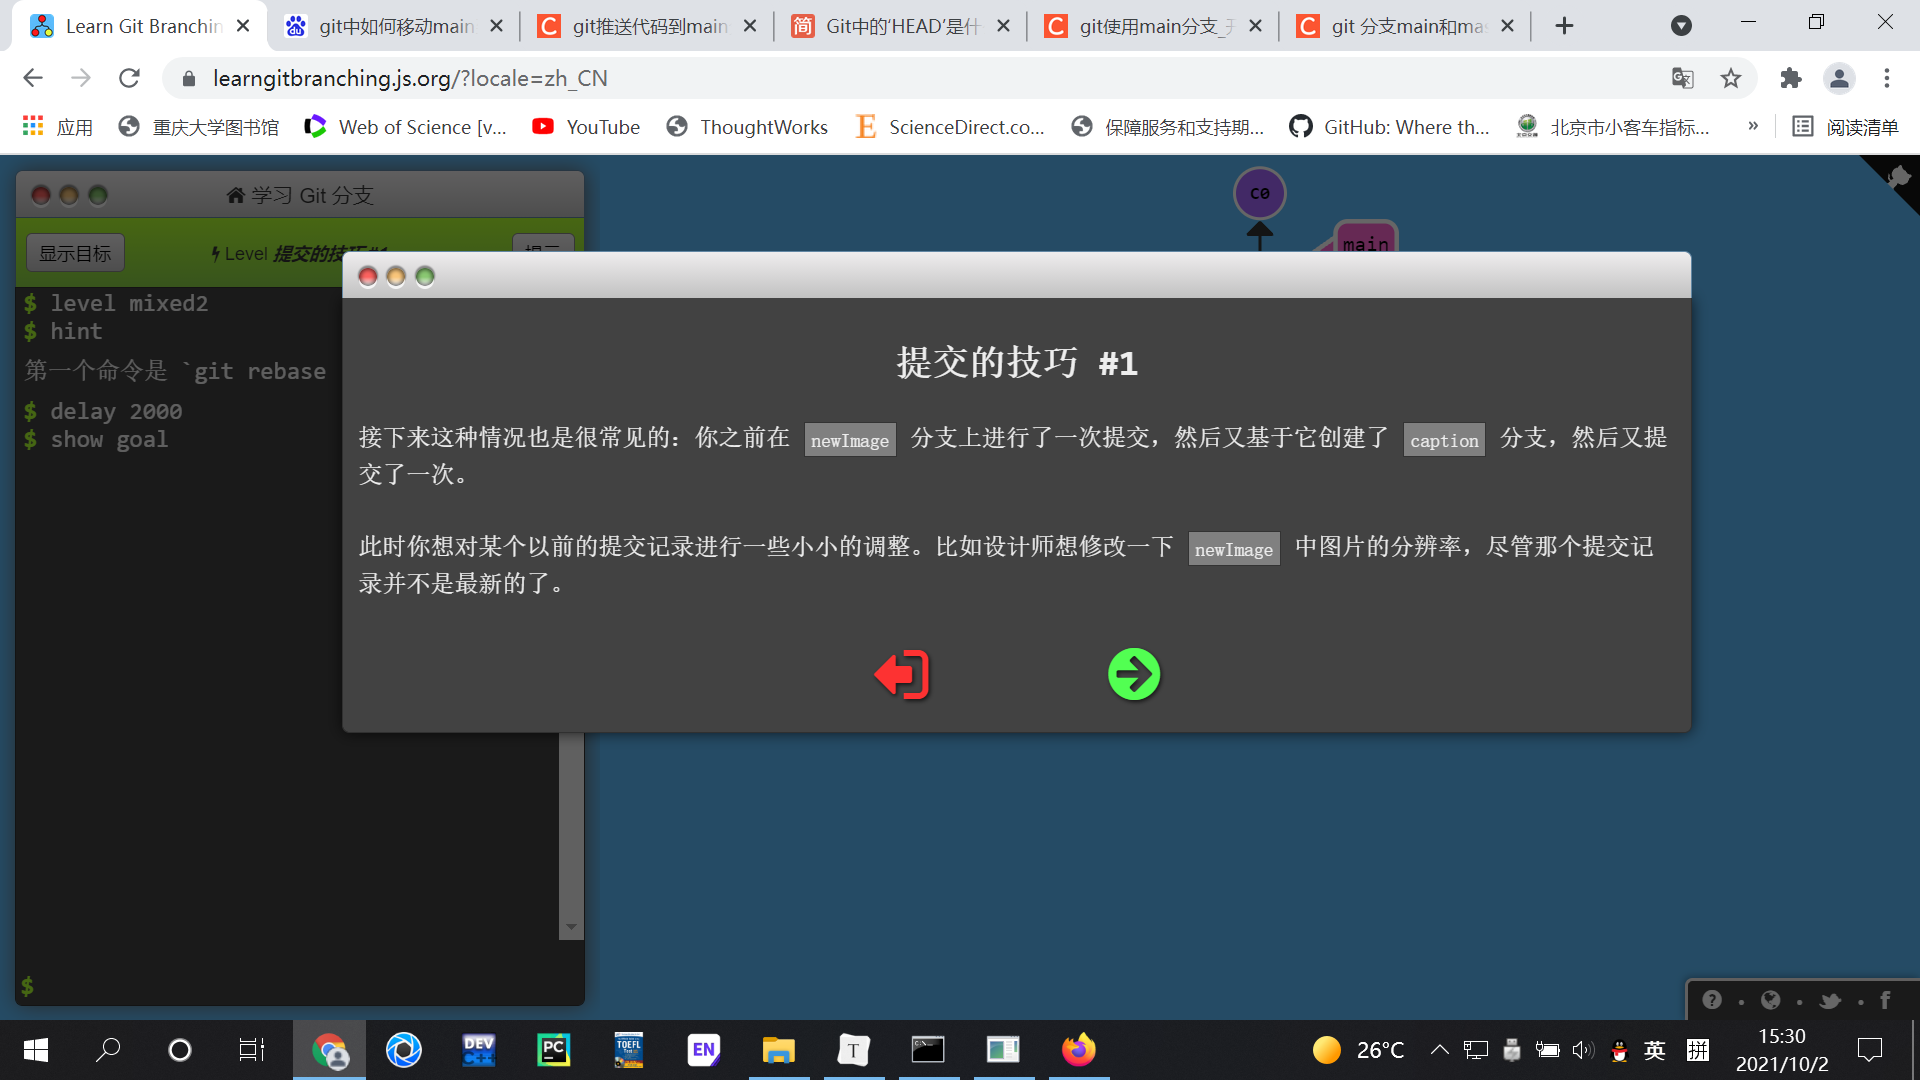 Learn Git Branchin
git中如何移动main
git推送代码到main
Git中的'HEAD'是什
git使用main分支_
git 分支main和ma
learngitbranching.js.org/?locale=zh_CN
应用
重庆大学图书馆
Web of Science [v...
YouTube
ThoughtWorks
ScienceDirect.co...
保障服务和支持期...
GitHub: Where th...
北京市小客车指标...
»
阅读清单
学习 Git 分支
C0
main
显示目标
Level 提交的技巧 #1
$ level mixed2
$ hint
第一个命令是 `git rebase
$ delay 2000
$ show goal
提交的技巧 #1
接下来这种情况也是很常见的：你之前在 newImage 分支上进行了一次提交，然后又基于它创建了 caption 分支，然后又提
交了一次。
此时你想对某个以前的提交记录进行一些小小的调整。比如设计师想修改一下 newImage 中图片的分辨率，尽管那个提交记
录并不是最新的了。
$
DEV
C++
PC
TOEFL
EN
T
26°C
英
拼
15:30
2021/10/2